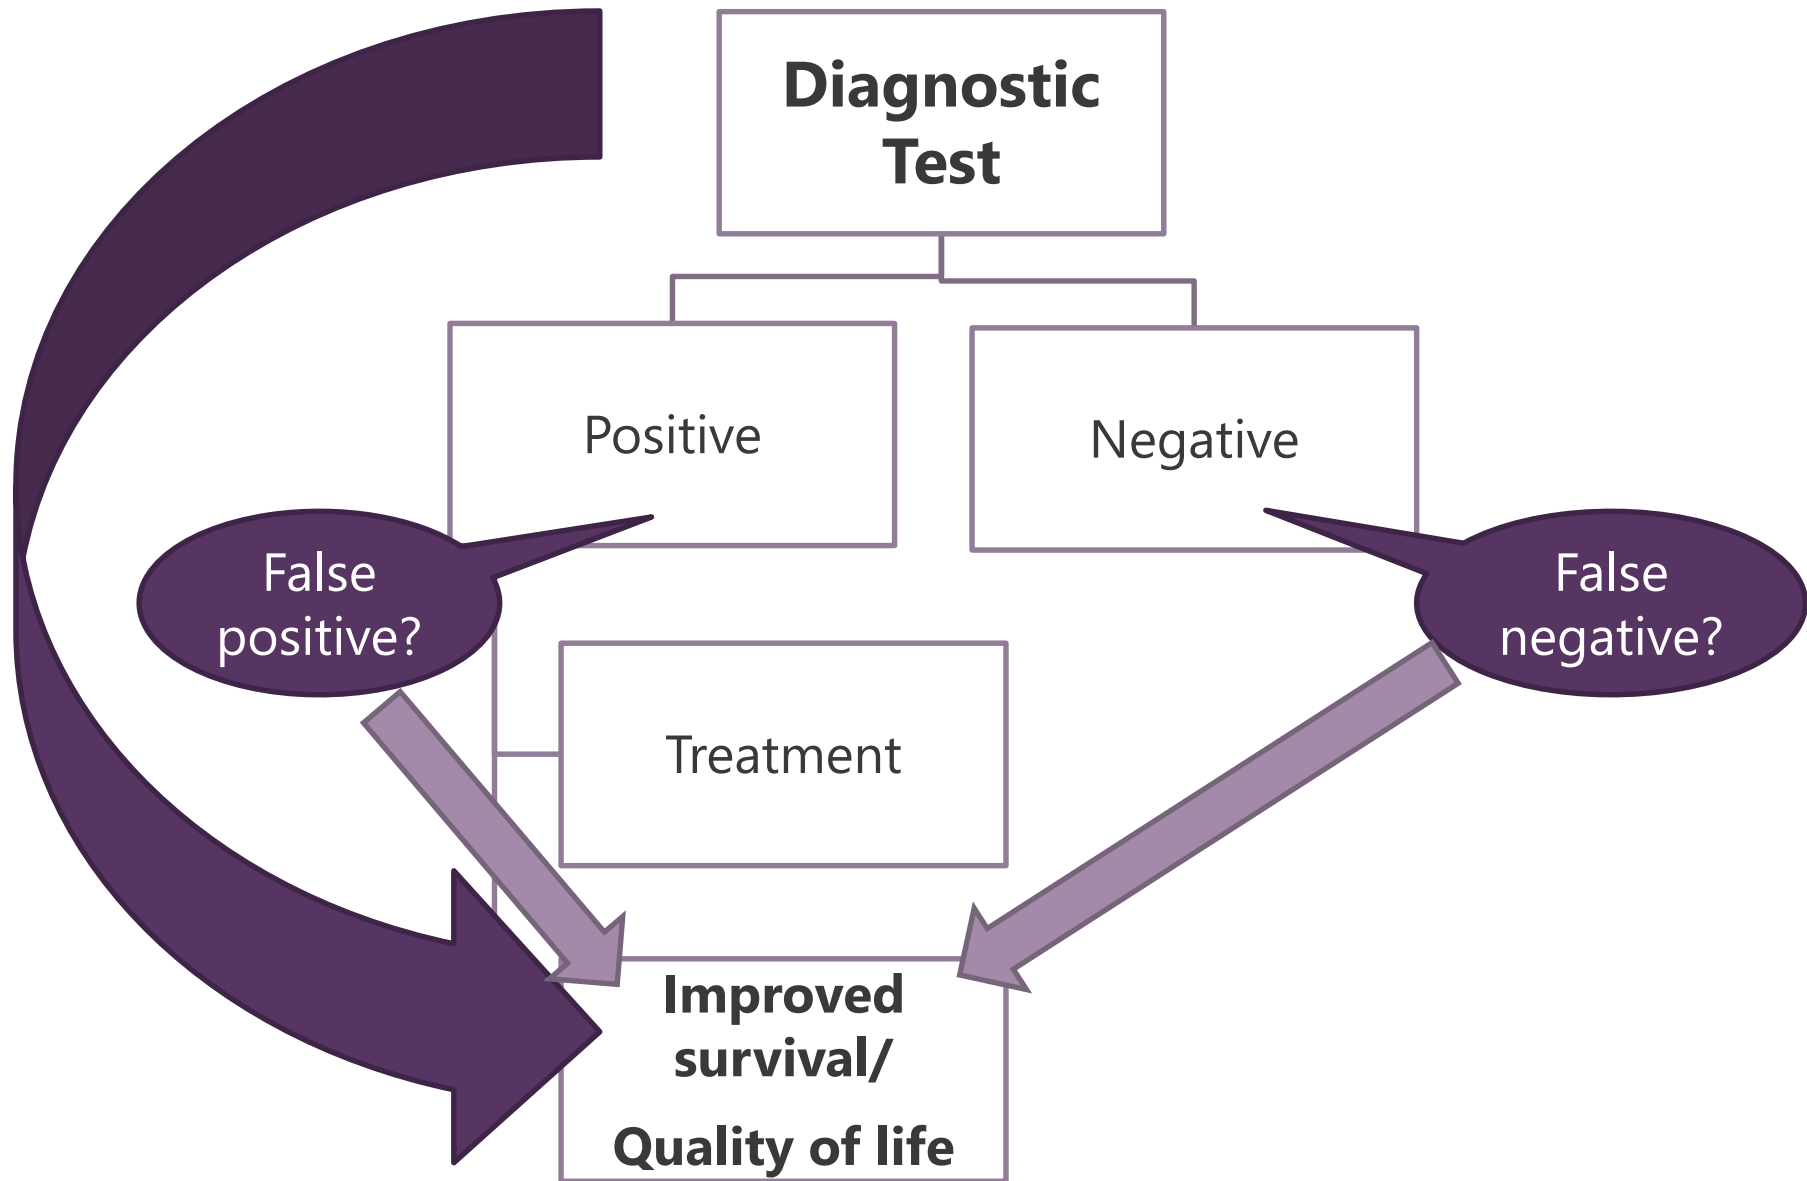 Diagnostic
Test
Positive
Negative
False
positive?
False
negative?
Treatment
Improved
survival/
Quality of life